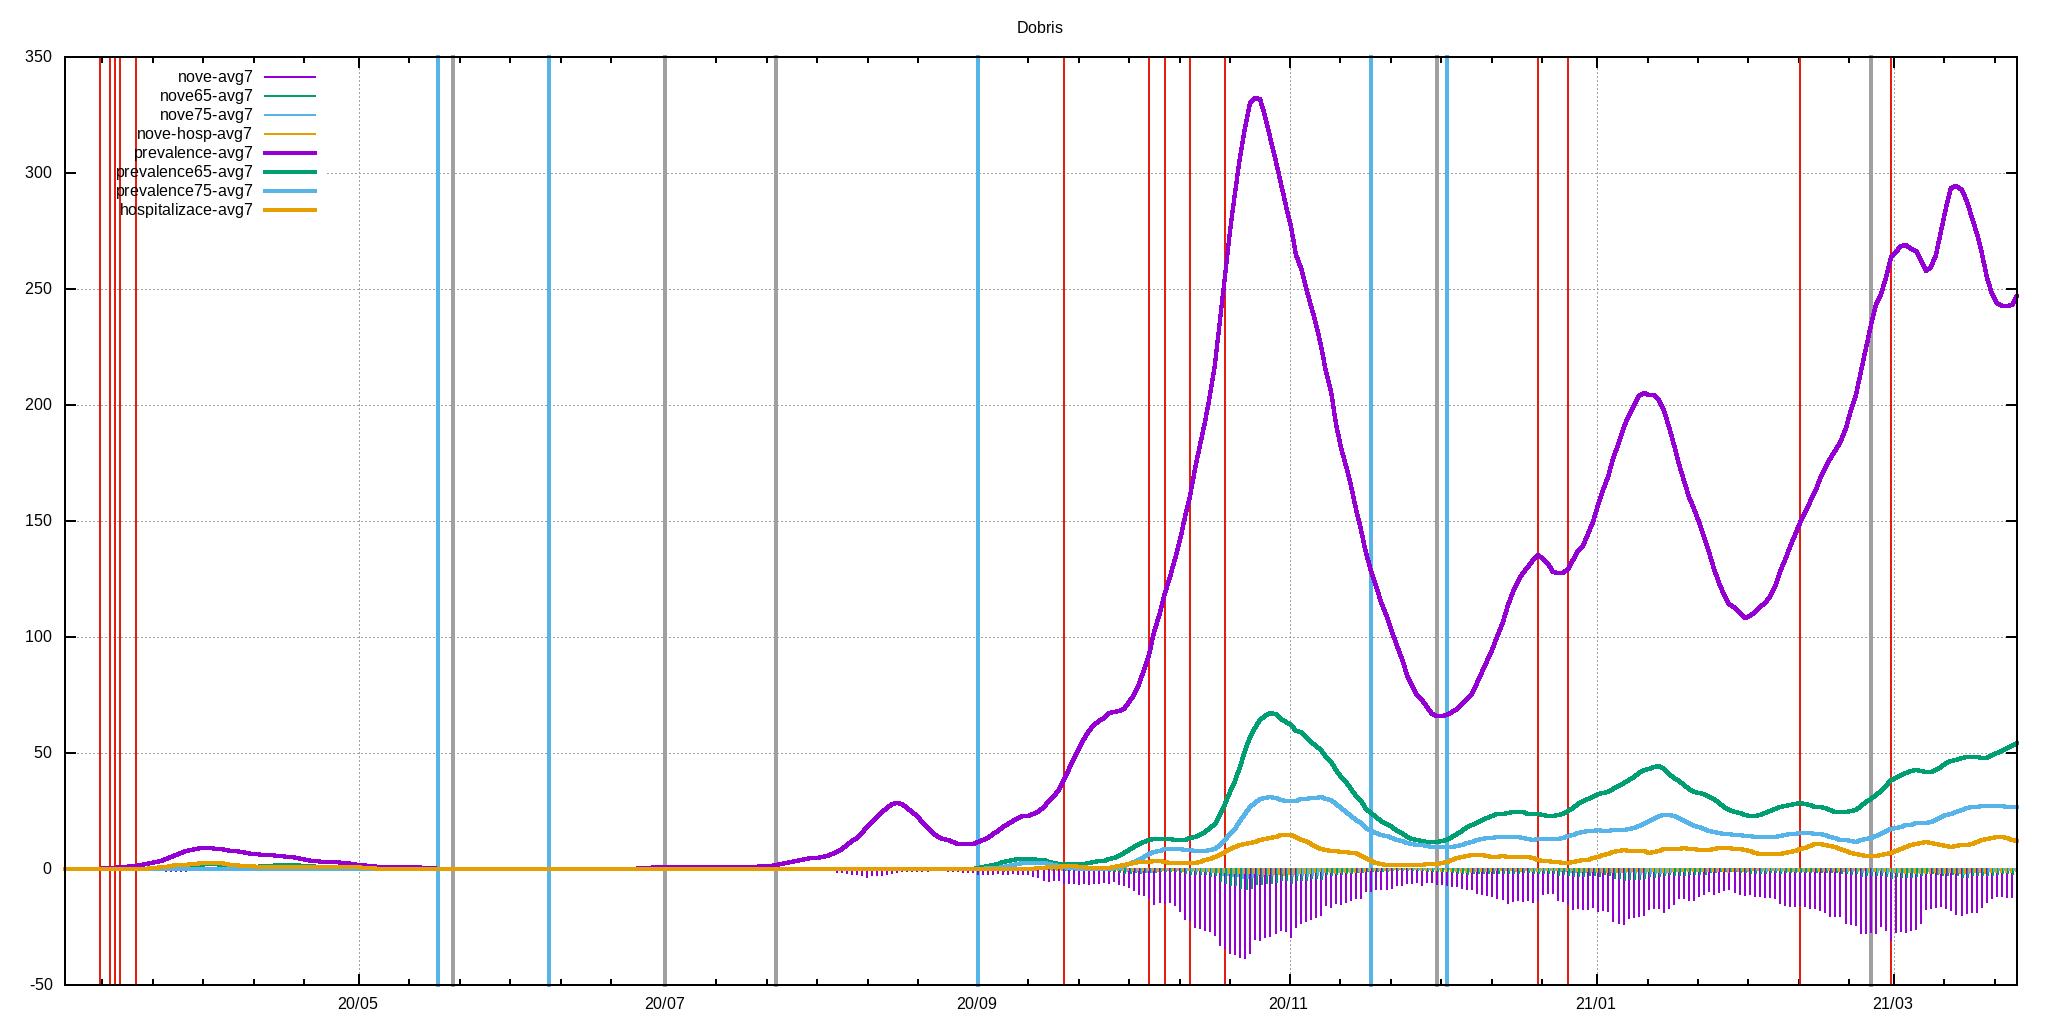 Dobris
350
300
250
200
150
100
50
0
-50
nove-avg7
nove65-avg7
nove75-avg7
nove-hosp-avg7
prevalence-avg7
prevalence65-avg7
prevalence75-avg7
hospitalizace-avg7
20/05
20/07
20/09
20/11
21/01
21/03